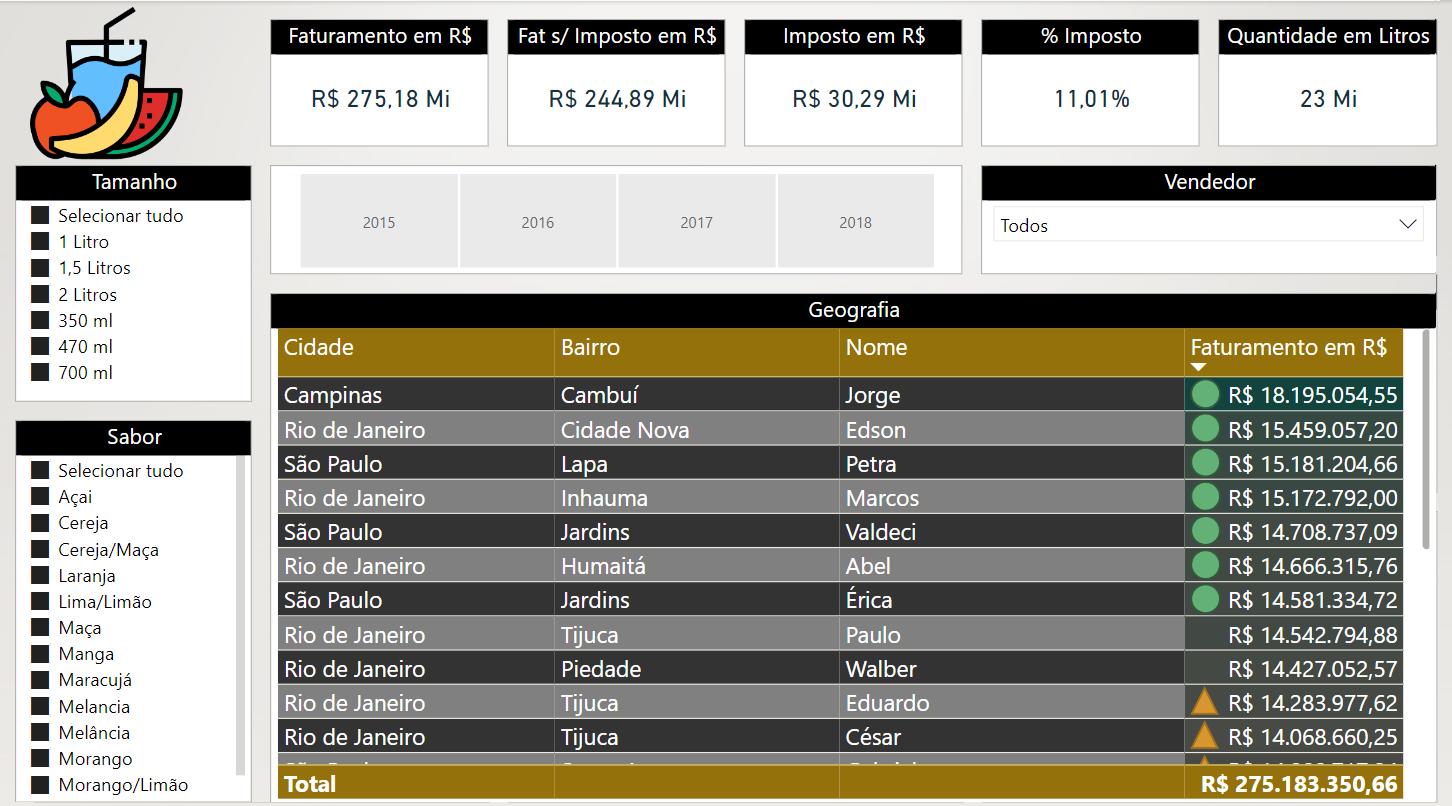 Faturamento em R$
R$ 275,18 Mi
Fat s/ Imposto em R$
R$ 244,89 Mi
Imposto em R$
R$ 30,29 Mi
% Imposto
11,01%
Quantidade em Litros
23 Mi
Tamanho
Selecionar tudo
1 Litro
1,5 Litros
2 Litros
350 ml
470 ml
700 ml
2015 2016 2017 2018
Vendedor
Todos
Sabor
Selecionar tudo
Açai
Cereja
Cereja/Maça
Laranja
Lima/Limão
Maça
Manga
Maracujá
Melancia
Melância
Morango
Morango/Limão
Geografia
Cidade Bairro Nome Faturamento em R$
Campinas Cambuí Jorge R$ 18.195.054,55
Rio de Janeiro Cidade Nova Edson R$ 15.459.057,20
São Paulo Lapa Petra R$ 15.181.204,66
Rio de Janeiro Inhauma Marcos R$ 15.172.792,00
São Paulo Jardins Valdeci R$ 14.708.737,09
Rio de Janeiro Humaitá Abel R$ 14.666.315,76
São Paulo Jardins Érica R$ 14.581.334,72
Rio de Janeiro Tijuca Paulo R$ 14.542.794,88
Rio de Janeiro Piedade Walber R$ 14.427.052,57
Rio de Janeiro Tijuca Eduardo R$ 14.283.977,62
Rio de Janeiro Tijuca César R$ 14.068.660,25
Total R$ 275.183.350,66